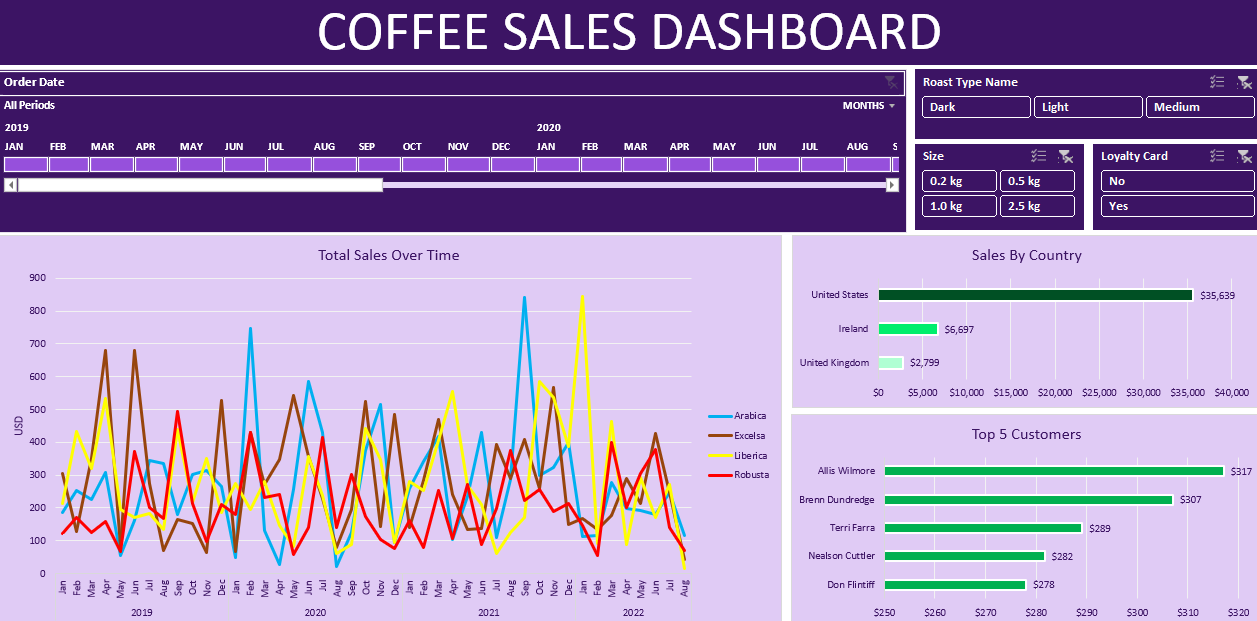 COFFEE SALES DASHBOARD
Order Date
All Periods MONTHS
2019 2020
JAN FEB MAR APR MAY JUN JUL AUG SEP OCT NOV DEC JAN FEB MAR APR MAY JUN JUL AUG S
Roast Type Name
Dark Light Medium
Size
0.2 kg 0.5 kg
1.0 kg 2.5 kg
Loyalty Card
No
Yes
Total Sales Over Time
900
800
700
600
500
400
300
200
100
0
USD
Jan Feb Mar Apr May Jun Jul Aug Sep Oct Nov Dec Jan Feb Mar Apr May Jun Jul Aug Sep Oct Nov Dec Jan Feb Mar Apr May Jun Jul Aug Sep Oct Nov Dec Jan Feb Mar Apr May Jun Jul Aug
2019 2020 2021 2022
Arabica
Excelsa
Liberica
Robusta
Sales By Country
United States $35,639
Ireland $6,697
United Kingdom $2,799
$0 $5,000 $10,000 $15,000 $20,000 $25,000 $30,000 $35,000 $40,000
Top 5 Customers
Allis Wilmore $317
Brenn Dundredge $307
Terri Farra $289
Nealson Cuttler $282
Don Flintiff $278
$250 $260 $270 $280 $290 $300 $310 $320